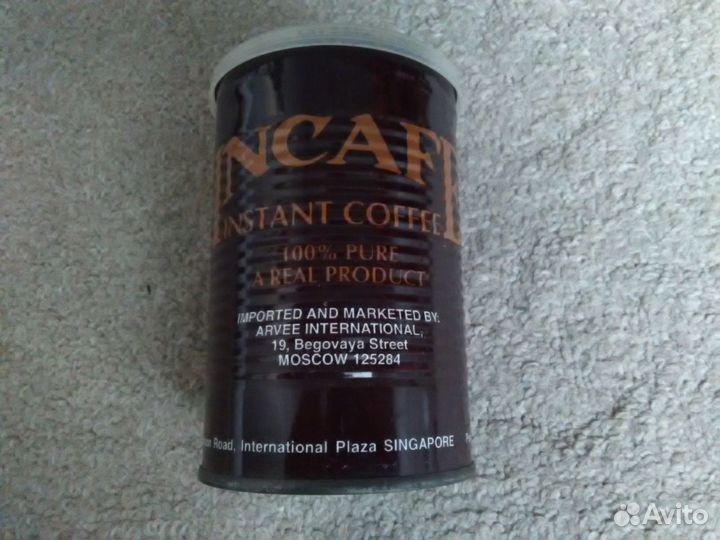 INCAFE
INSTANT COFFEE
100% PURE
A REAL PRODUCT
IMPORTED AND MARKETED BY:
ARVEE INTERNATIONAL,
19, Begovaya Street
MOSCOW 125284
Road, International Plaza SINGAPORE
Avito